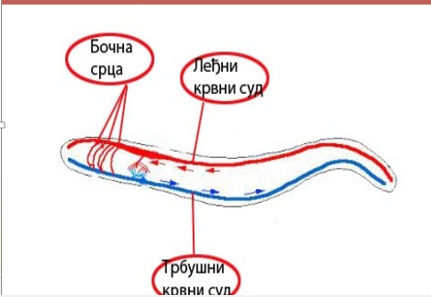 Бочна
срца
Леђни
крвни суд
Трбушни
крвни суд